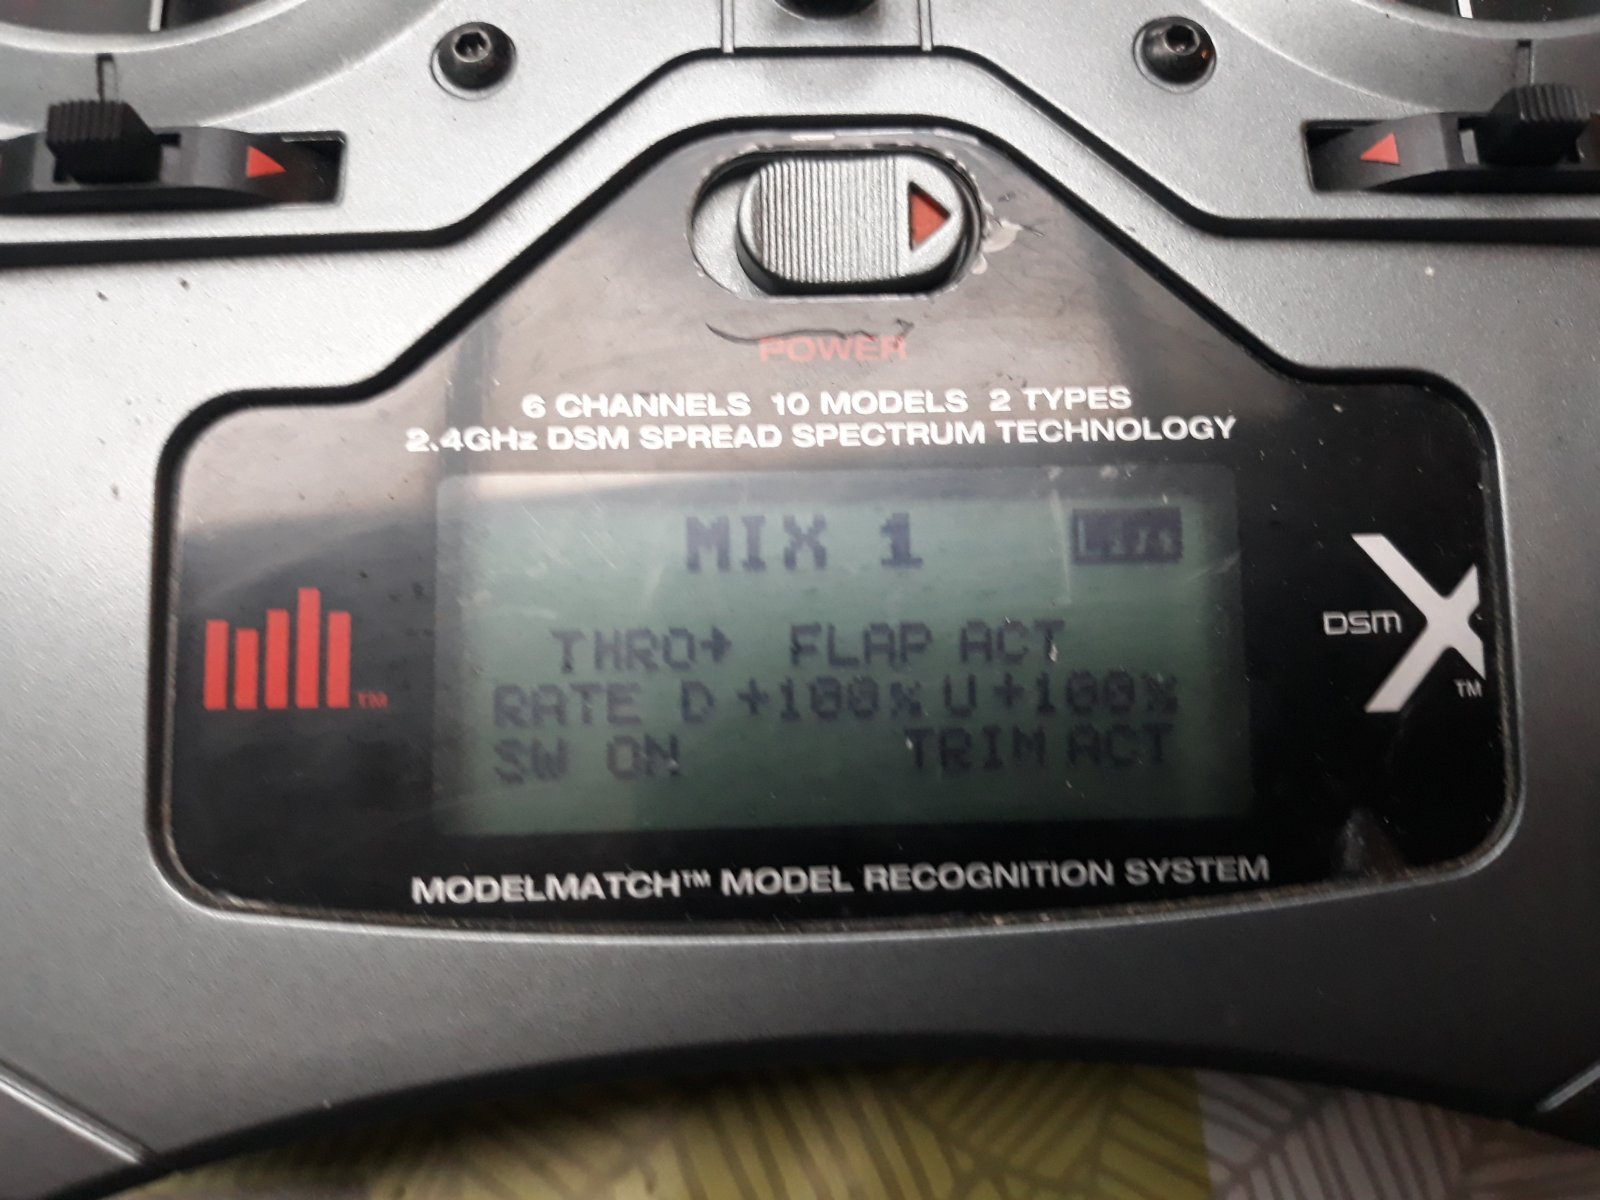 POWER
6 CHANNELS 10 MODELS 2 TYPES
2.4GHz DSM SPREAD SPECTRUM TECHNOLOGY
MIX 1
THRO→ FLAP ACT
RATE D +100% U +100%
SW ON TRIM ACT
DSM X TM
TM
MODELMATCH™ MODEL RECOGNITION SYSTEM